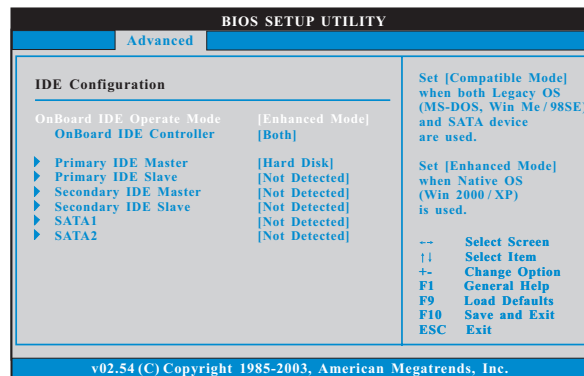 BIOS SETUP UTILITY
Advanced
IDE Configuration
OnBoard IDE Operate Mode [Enhanced Mode]
OnBoard IDE Controller [Both]
Primary IDE Master [Hard Disk]
Primary IDE Slave [Not Detected]
Secondary IDE Master [Not Detected]
Secondary IDE Slave [Not Detected]
SATA1 [Not Detected]
SATA2 [Not Detected]
Set [Compatible Mode]
when both Legacy OS
(MS-DOS, Win Me / 98SE)
and SATA device
are used.
Set [Enhanced Mode]
when Native OS
(Win 2000 / XP)
is used.
←→ Select Screen
↑↓ Select Item
+- Change Option
F1 General Help
F9 Load Defaults
F10 Save and Exit
ESC Exit
v02.54 (C) Copyright 1985-2003, American Megatrends, Inc.